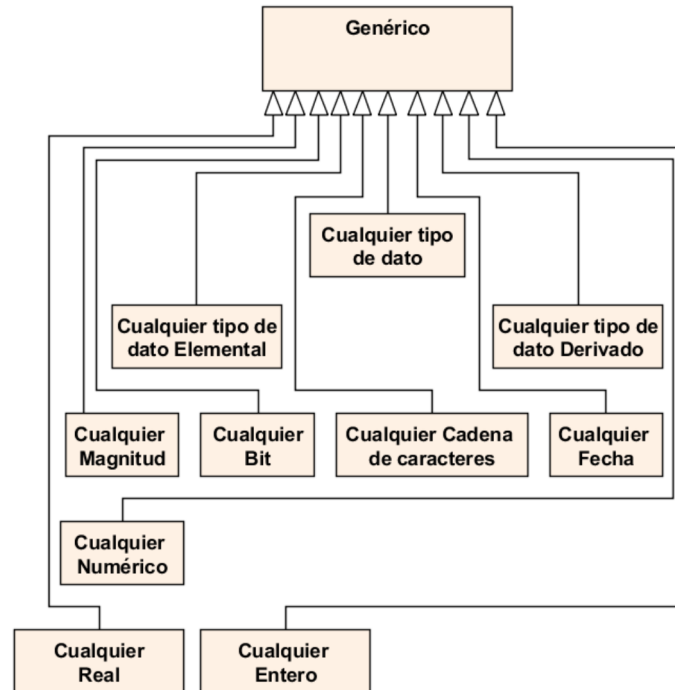 Genérico
Cualquier tipo
de dato
Cualquier tipo de
dato Elemental
Cualquier tipo de
dato Derivado
Cualquier
Magnitud
Cualquier
Bit
Cualquier Cadena
de caracteres
Cualquier
Fecha
Cualquier
Numérico
Cualquier
Real
Cualquier
Entero